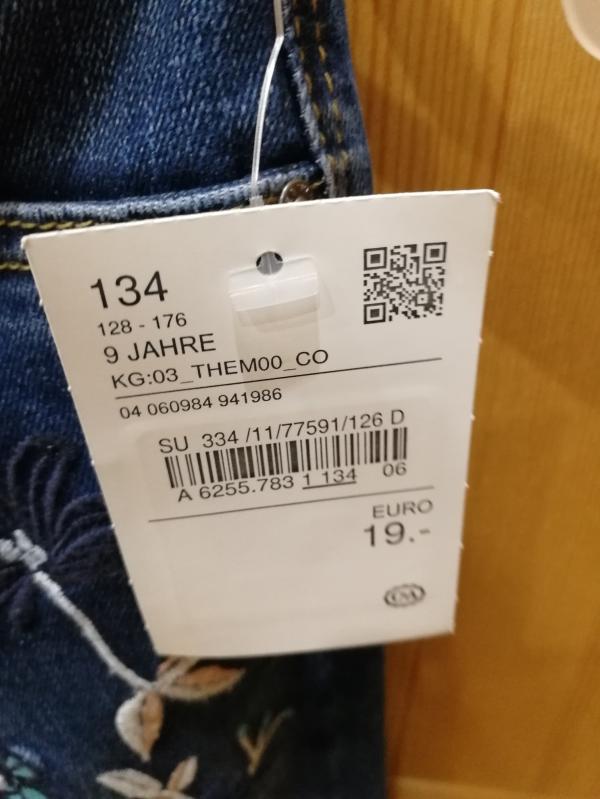 134
128 - 176
9 JAHRE
KG:03_THEM00_CO
04 060984 941986
SU 334 /11/77591/126 D
A 6255.783 1 134 06
EURO
19.-
C&A